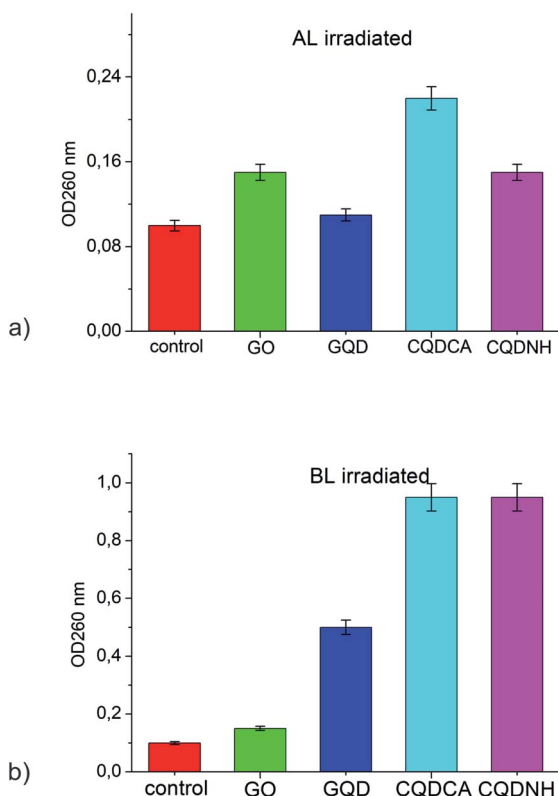 AL irradiated
0,24
0,16
0,08
0,00
OD260 nm
control GO GQD CQDCA CQDNH
a)
BL irradiated
1,0
0,8
0,6
0,4
0,2
0,0
OD260 nm
control GO GQD CQDCA CQDNH
b)